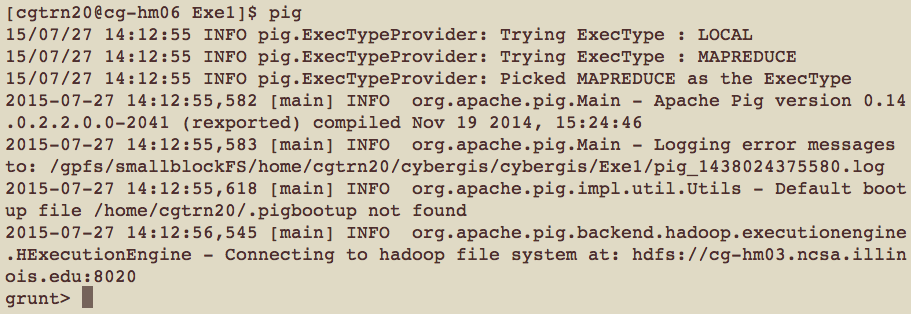 [cgtrn20@cg-hm06 Exe1]$ pig
15/07/27 14:12:55 INFO pig.ExecTypeProvider: Trying ExecType : LOCAL
15/07/27 14:12:55 INFO pig.ExecTypeProvider: Trying ExecType : MAPREDUCE
15/07/27 14:12:55 INFO pig.ExecTypeProvider: Picked MAPREDUCE as the ExecType
2015-07-27 14:12:55,582 [main] INFO  org.apache.pig.Main - Apache Pig version 0.14
.0.2.2.0.0-2041 (rexported) compiled Nov 19 2014, 15:24:46
2015-07-27 14:12:55,583 [main] INFO  org.apache.pig.Main - Logging error messages
to: /gpfs/smallblockFS/home/cgtrn20/cybergis/cybergis/Exe1/pig_1438024375580.log
2015-07-27 14:12:55,618 [main] INFO  org.apache.pig.impl.util.Utils - Default boot
up file /home/cgtrn20/.pigbootup not found
2015-07-27 14:12:56,545 [main] INFO  org.apache.pig.backend.hadoop.executionengine
.HExecutionEngine - Connecting to hadoop file system at: hdfs://cg-hm03.ncsa.illin
ois.edu:8020
grunt>